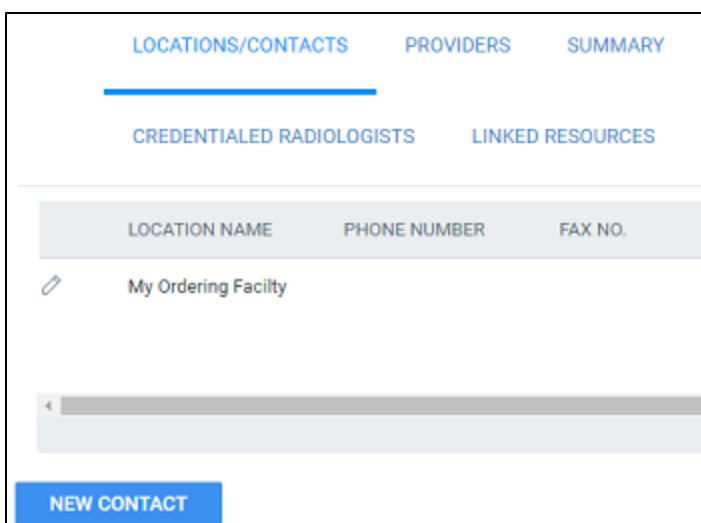 LOCATIONS/CONTACTS PROVIDERS SUMMARY
CREDENTIALED RADIOLOGISTS LINKED RESOURCES
LOCATION NAME PHONE NUMBER FAX NO.
My Ordering Facilty
NEW CONTACT